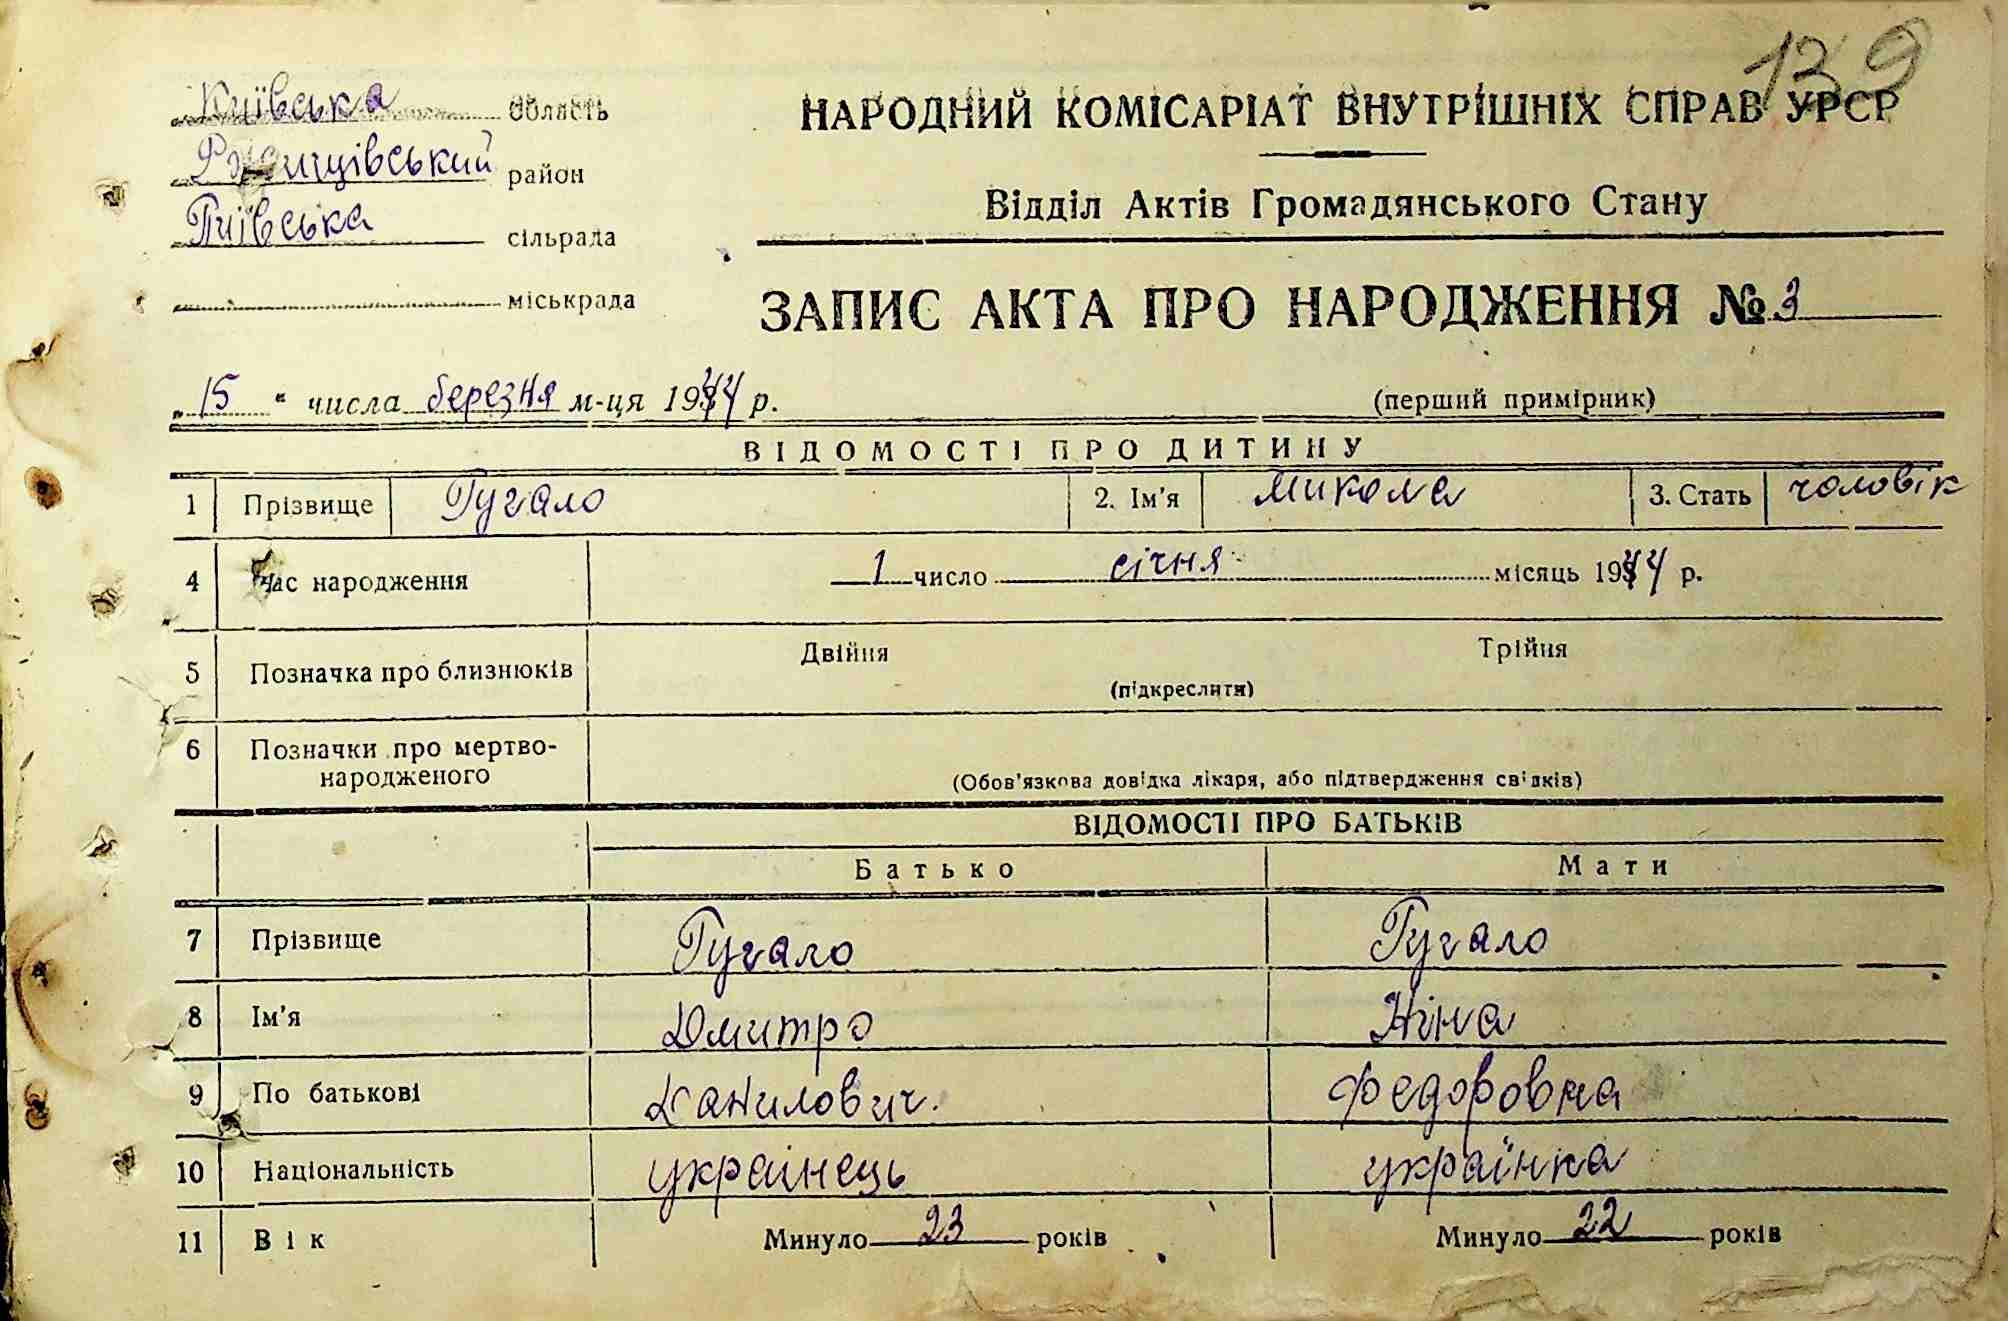 139
Київська область
Ржищівський район
Пиївська сільрада
міськрада
НАРОДНИЙ КОМІСАРІАТ ВНУТРІШНІХ СПРАВ УРСР
Відділ Актів Громадянського Стану
ЗАПИС АКТА ПРО НАРОДЖЕННЯ № 3
„15“ числа березня м-ця 1944 р.
(перший примірник)
ВІДОМОСТІ ПРО ДИТИНУ
1 Прізвище Гугало 2. Ім'я Микола 3. Стать чоловік
4 Час народження 1 число січня місяць 1944 р.
5 Позначка про близнюків Двійня Трійня
(підкреслити)
6 Позначки про мертво-
народженого
(Обов'язкова довідка лікаря, або підтвердження свідків)
ВІДОМОСТІ ПРО БАТЬКІВ
Батько Мати
7 Прізвище Гугало Гугало
8 Ім'я Дмитро Ніна
9 По батькові Данилович. Федоровна
10 Національність українець українка
11 Вік Минуло 23 років Минуло 22 років